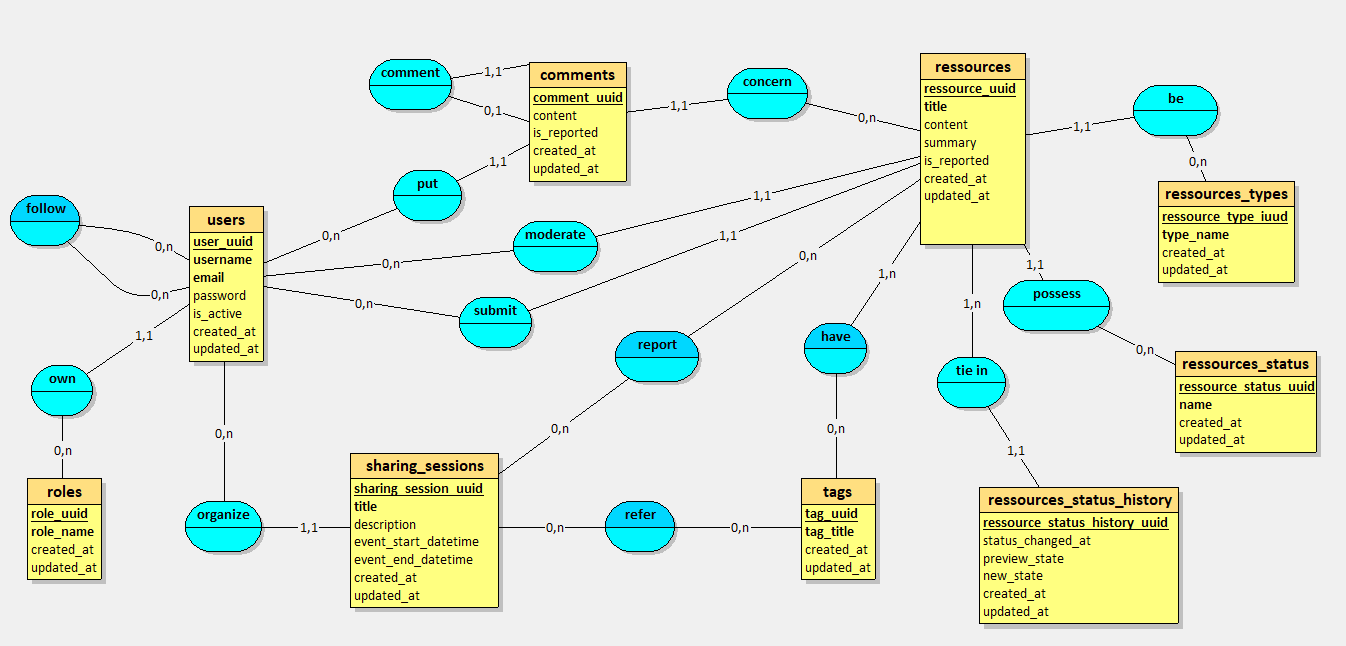 comment
1,1
0,1
comments
comment_uuid
content
is_reported
created_at
updated_at
1,1
concern
0,n
ressources
ressource_uuid
title
content
summary
is_reported
created_at
updated_at
1,1
be
0,n
ressources_types
ressource_type_iuud
type_name
created_at
updated_at
put
1,1
0,n
follow
0,n
0,n
users
user_uuid
username
email
password
is_active
created_at
updated_at
0,n
moderate
1,1
0,n
submit
1,1
1,1
own
0,n
roles
role_uuid
role_name
created_at
updated_at
0,n
organize
1,1
sharing_sessions
sharing_session_uuid
title
description
event_start_datetime
event_end_datetime
created_at
updated_at
report
0,n
0,n
0,n
refer
0,n
have
1,n
0,n
tags
tag_uuid
tag_title
created_at
updated_at
1,n
tie in
1,1
ressources_status_history
ressource_status_history_uuid
status_changed_at
preview_state
new_state
created_at
updated_at
1,1
possess
0,n
ressources_status
ressource_status_uuid
name
created_at
updated_at